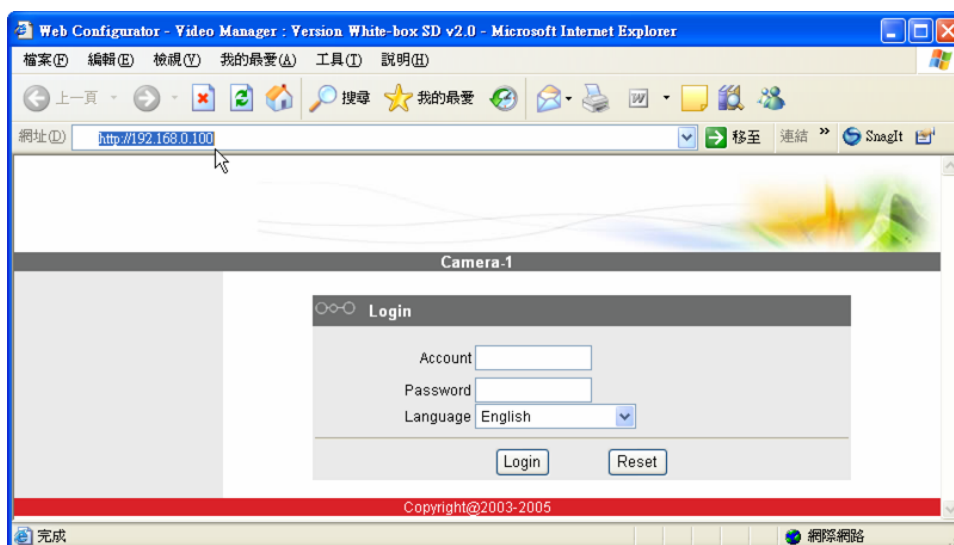 Web Configurator - Video Manager : Version White-box SD v2.0 - Microsoft Internet Explorer
檔案(F) 編輯(E) 檢視(V) 我的最愛(A) 工具(T) 說明(H)
上一頁 搜尋 我的最愛 W
網址(D) http://192.168.0.100 移至 連結 » SnagIt
Camera-1
Login
Account
Password
Language English
Login Reset
Copyright@2003-2005
完成 網際網路